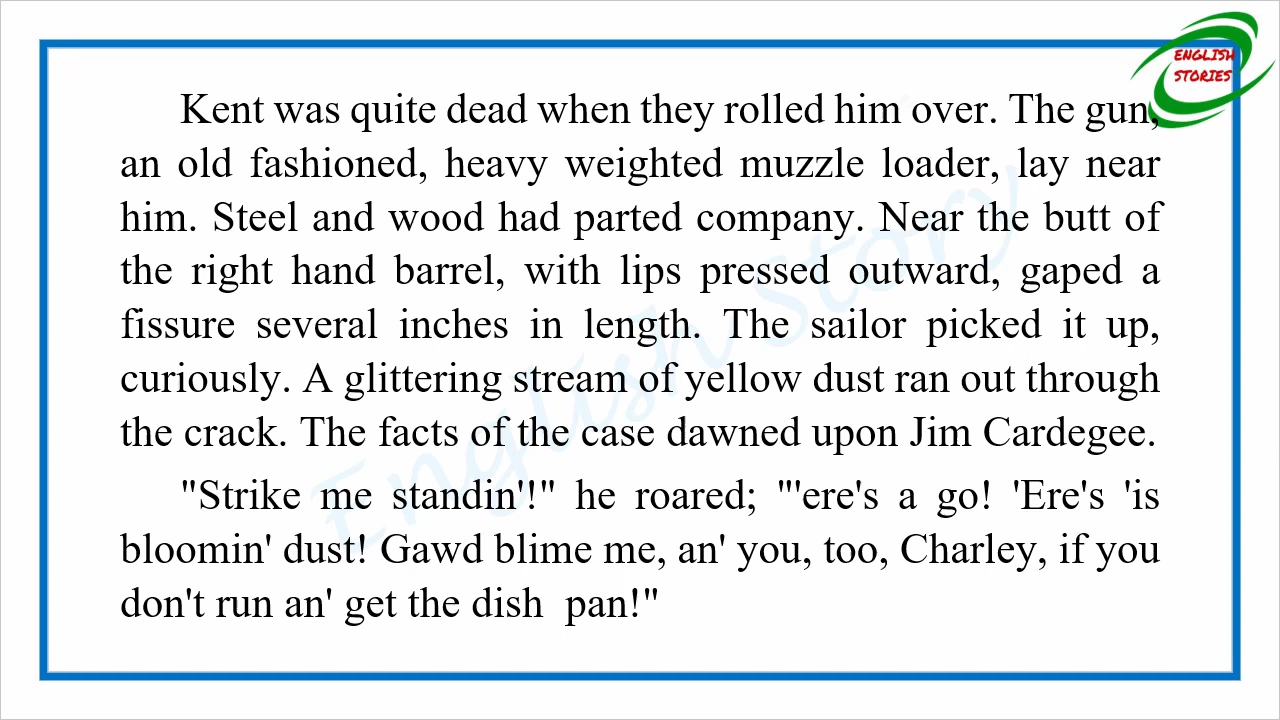 ENGLISH
STORIES
Kent was quite dead when they rolled him over. The gun,
an old fashioned, heavy weighted muzzle loader, lay near
him. Steel and wood had parted company. Near the butt of
the right hand barrel, with lips pressed outward, gaped a
fissure several inches in length. The sailor picked it up,
curiously. A glittering stream of yellow dust ran out through
the crack. The facts of the case dawned upon Jim Cardegee.
"Strike me standin'!" he roared; "'ere's a go! 'Ere's 'is
bloomin' dust! Gawd blime me, an' you, too, Charley, if you
don't run an' get the dish  pan!"
English Story